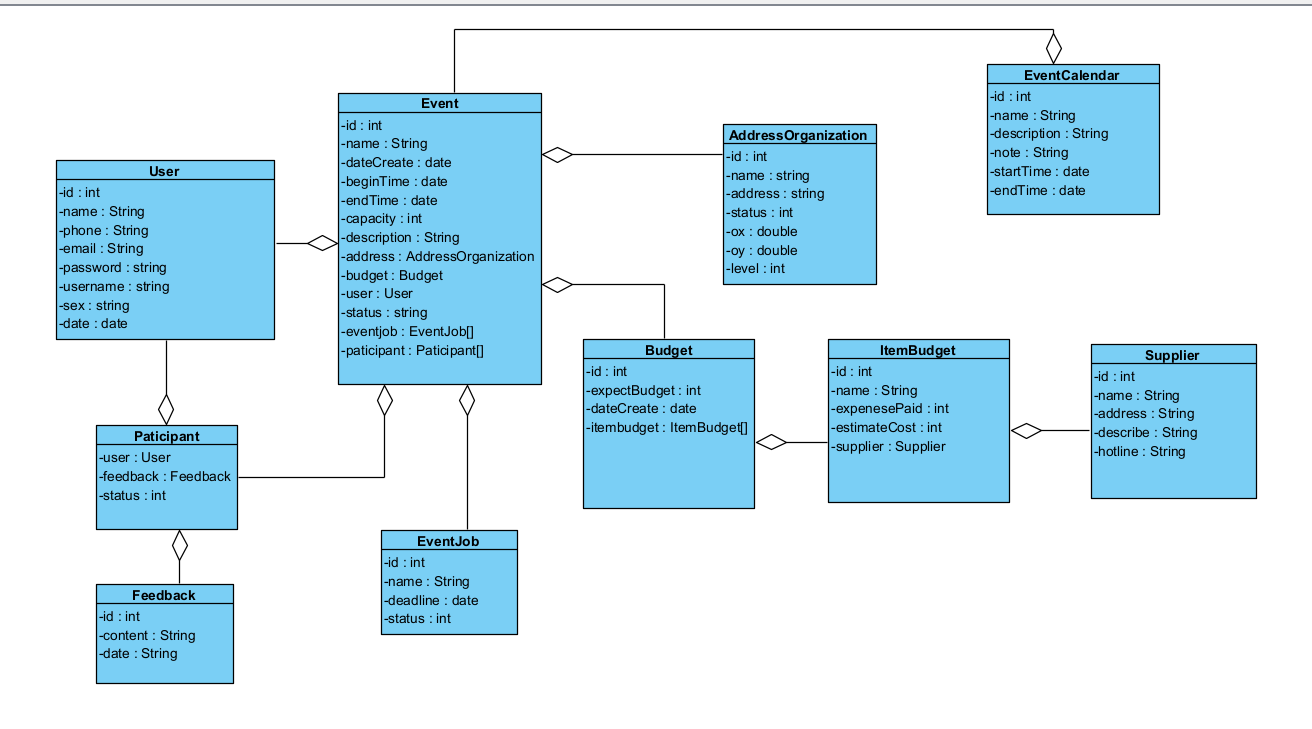 EventCalendar
-id : int
-name : String
-description : String
-note : String
-startTime : date
-endTime : date
Event
-id : int
-name : String
-dateCreate : date
-beginTime : date
-endTime : date
-capacity : int
-description : String
-address : AddressOrganization
-budget : Budget
-user : User
-status : string
-eventjob : EventJob[]
-paticipant : Paticipant[]
AddressOrganization
-id : int
-name : string
-address : string
-status : int
-ox : double
-oy : double
-level : int
User
-id : int
-name : String
-phone : String
-email : String
-password : string
-username : string
-sex : string
-date : date
Budget
-id : int
-expectBudget : int
-dateCreate : date
-itembudget : ItemBudget[]
ItemBudget
-id : int
-name : String
-expenesePaid : int
-estimateCost : int
-supplier : Supplier
Supplier
-id : int
-name : String
-address : String
-describe : String
-hotline : String
Paticipant
-user : User
-feedback : Feedback
-status : int
EventJob
-id : int
-name : String
-deadline : date
-status : int
Feedback
-id : int
-content : String
-date : String